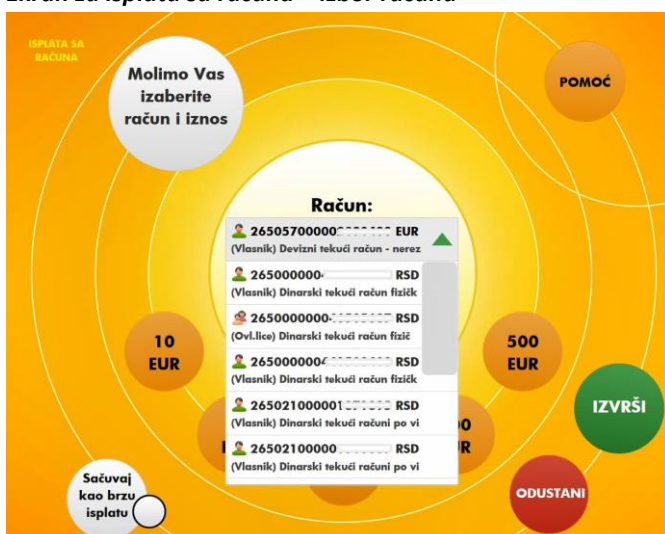 ISPLATA SA
RAČUNA
Molimo Vas
izaberite
račun i iznos
POMOĆ
Račun:
EUR
(Vlasnik) Devizni tekući račun - nerez
RSD
(Vlasnik) Dinarski tekući račun fizičk
RSD
(Ovl.lice) Dinarski tekući račun fizič
RSD
(Vlasnik) Dinarski tekući račun fizičk
RSD
(Vlasnik) Dinarski tekući računi po vi
RSD
(Vlasnik) Dinarski tekući računi po vi
10
EUR
500
EUR
IZVRŠI
Sačuvaj
kao brzu
isplatu
ODUSTANI